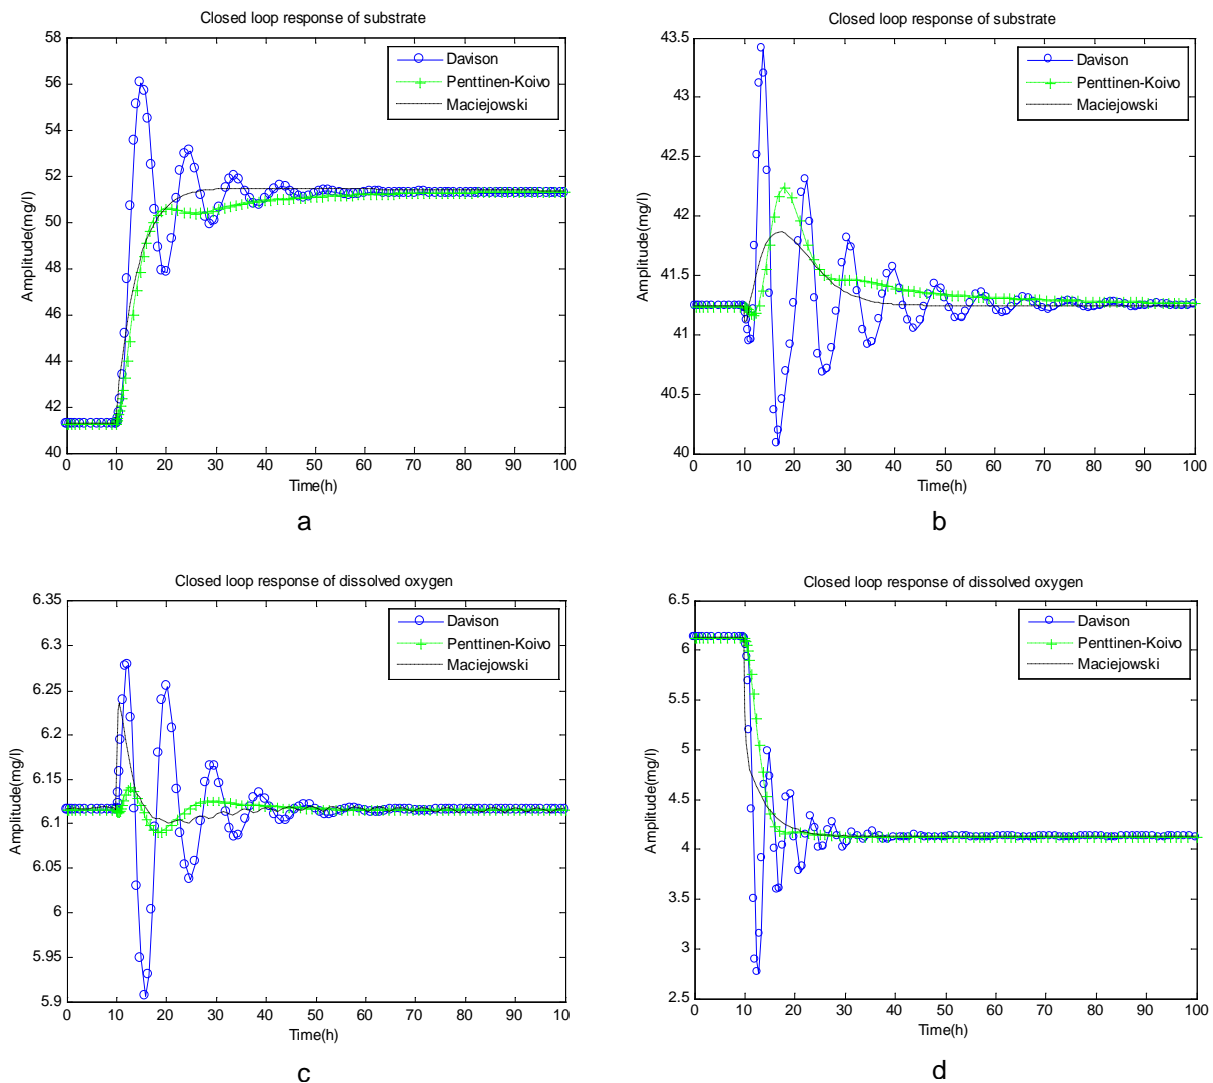 Closed loop response of substrate
58
56
54
52
50
48
46
44
42
40
Amplitude(mg/l)
Davison
Penttinen-Koivo
Maciejowski
0 10 20 30 40 50 60 70 80 90 100
Time(h)
a
Closed loop response of substrate
43.5
43
42.5
42
41.5
41
40.5
40
Amplitude(mg/l)
Davison
Penttinen-Koivo
Maciejowski
0 10 20 30 40 50 60 70 80 90 100
Time(h)
b
Closed loop response of dissolved oxygen
6.35
6.3
6.25
6.2
6.15
6.1
6.05
6
5.95
5.9
Amplitude(mg/l)
Davison
Penttinen-Koivo
Maciejowski
0 10 20 30 40 50 60 70 80 90 10
Time(h)
c
Closed loop response of dissolved oxygen
6.5
6
5.5
5
4.5
4
3.5
3
2.5
Amplitude(mg/l)
Davison
Penttinen-Koivo
Maciejowski
0 10 20 30 40 50 60 70 80 90 100
Time(h)
d